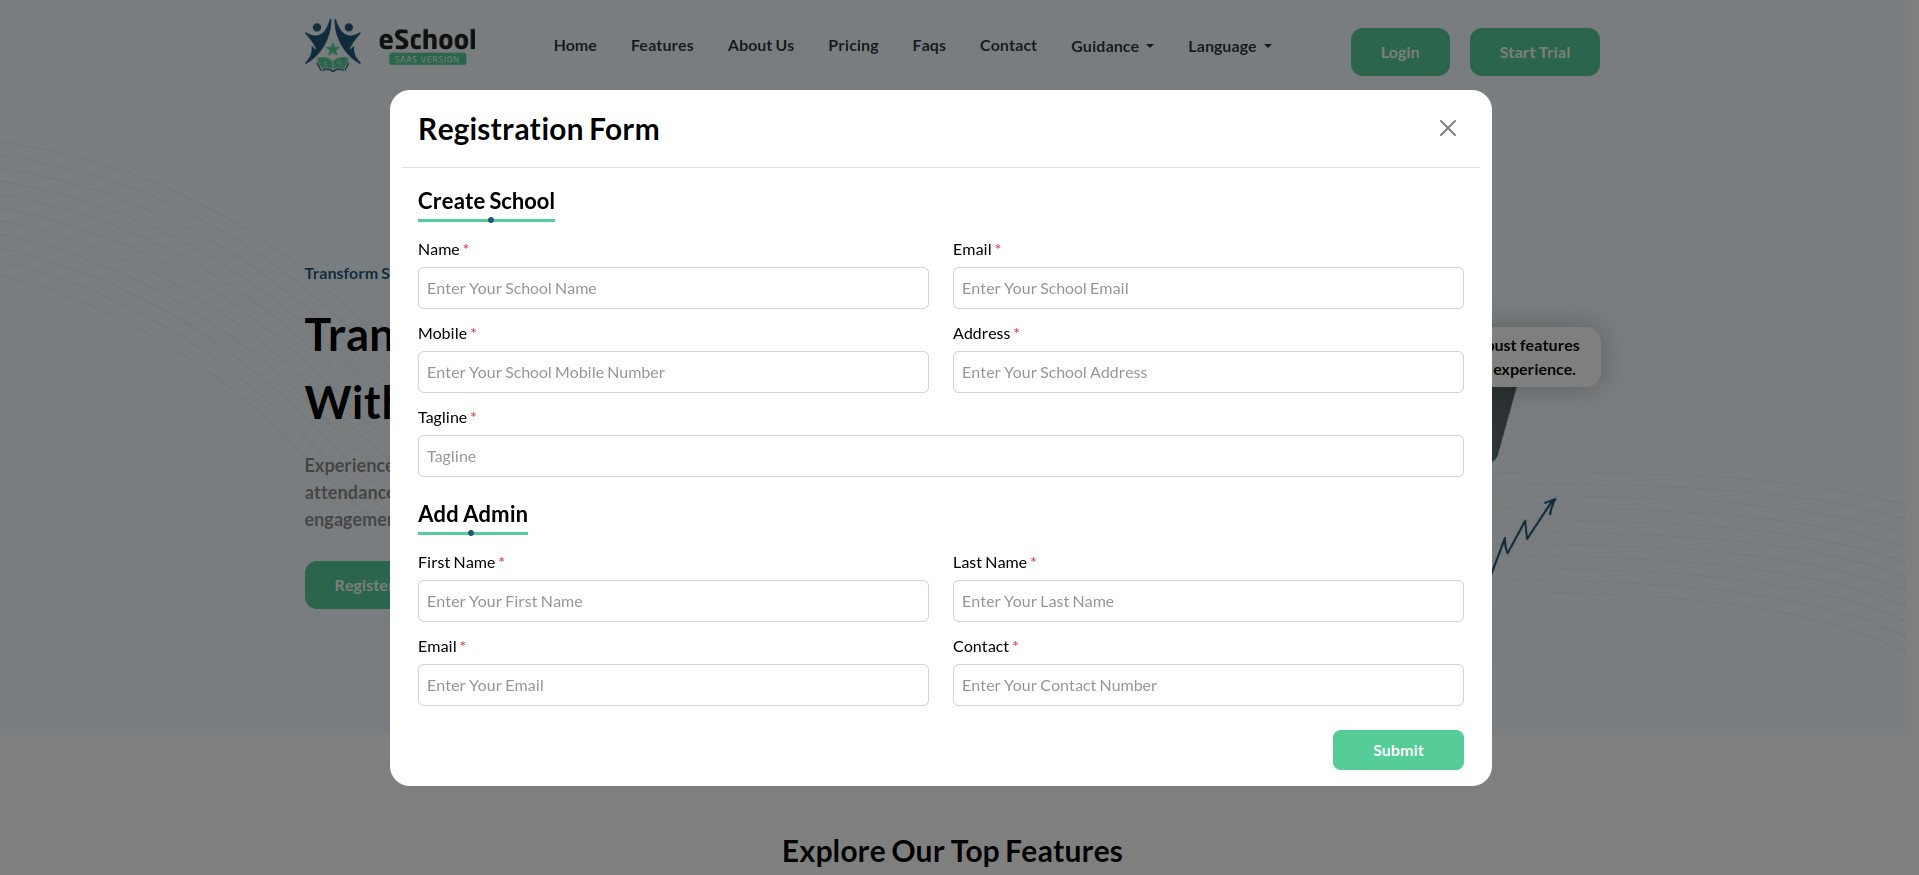 eSchool
SAAS VERSION
Home Features About Us Pricing Faqs Contact Guidance Language
Login
Start Trial
Registration Form
Create School
Name * Email *
Enter Your School Name Enter Your School Email
Mobile * Address *
Enter Your School Mobile Number Enter Your School Address
Tagline *
Tagline
Add Admin
First Name * Last Name *
Enter Your First Name Enter Your Last Name
Email * Contact *
Enter Your Email Enter Your Contact Number
Submit
Transform S
Tran
With
Experience
attendance
engagemen
Register
ust features
experience.
Explore Our Top Features